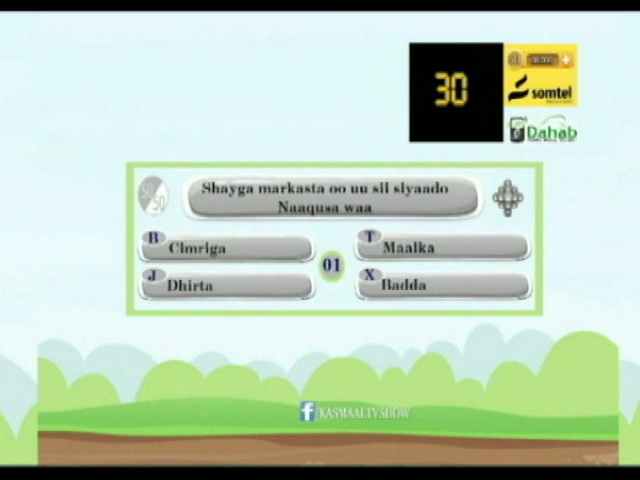 30
somtel
Dahab
50
50
Shayga markasta oo uu sii siyaado
Naaqusa waa
B Cimriga
T Maalka
01
J Dhirta
X Badda
KASMAALTVSHOW